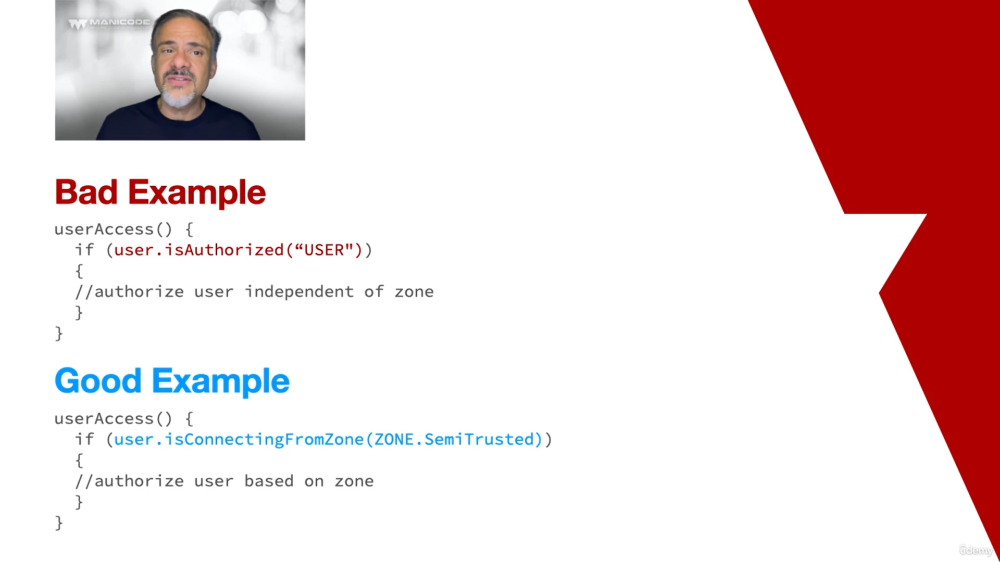 MANICODE
Bad Example
userAccess() {
if (user.isAuthorized(“USER"))
{
//authorize user independent of zone
}
}
Good Example
userAccess() {
if (user.isConnectingFromZone(ZONE.SemiTrusted))
{
//authorize user based on zone
}
}
ûdemy